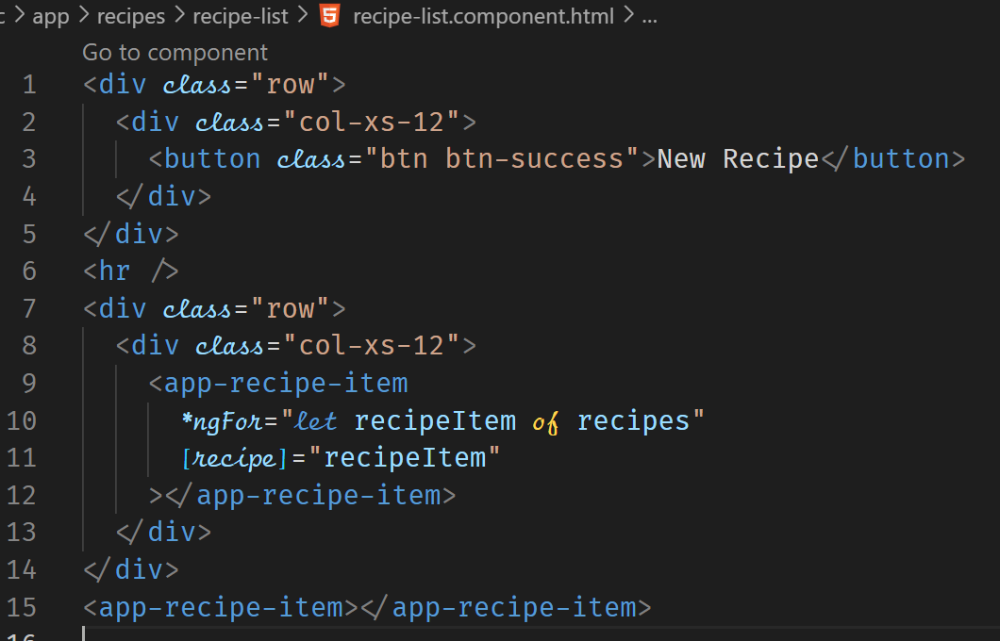 app > recipes > recipe-list > recipe-list.component.html > ...
Go to component
1 <div class="row">
2 <div class="col-xs-12">
3 <button class="btn btn-success">New Recipe</button>
4 </div>
5 </div>
6 <hr />
7 <div class="row">
8 <div class="col-xs-12">
9 <app-recipe-item
10 *ngFor="let recipeItem of recipes"
11 [recipe]="recipeItem"
12 ></app-recipe-item>
13 </div>
14 </div>
15 <app-recipe-item></app-recipe-item>
16